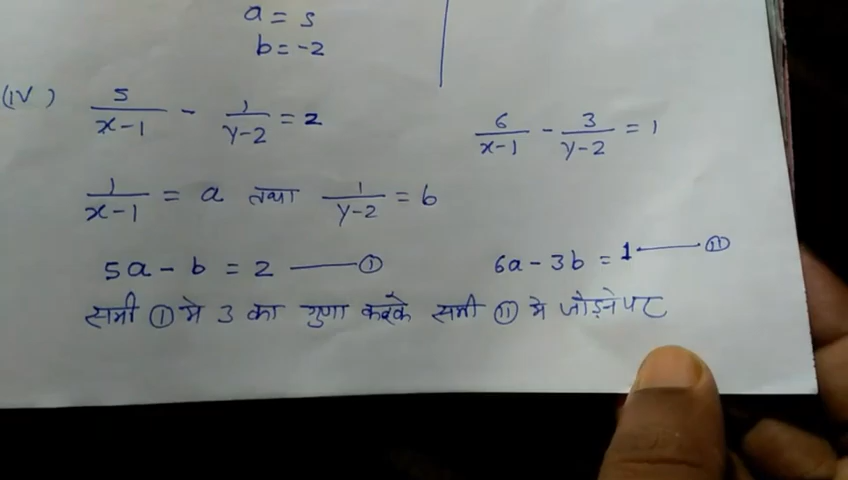 a = 5
b = -2
(iv) 5/(x-1) - 1/(y-2) = 2    6/(x-1) - 3/(y-2) = 1
1/(x-1) = a तथा 1/(y-2) = b
5a - b = 2 —— ①    6a - 3b = 1 —— ⑪
समी ① मे 3 का गुणा करके समी ⑪ मे जोड़ने पर